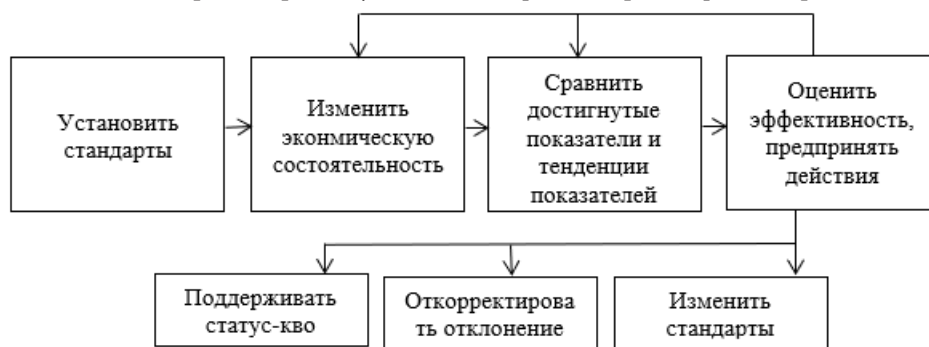 Установить
стандарты
Изменить
экономическую
состоятельность
Сравнить
достигнутые
показатели и
тенденции
показателей
Оценить
эффективность,
предпринять
действия
Поддерживать
статус-кво
Откорректирова
ть отклонение
Изменить
стандарты